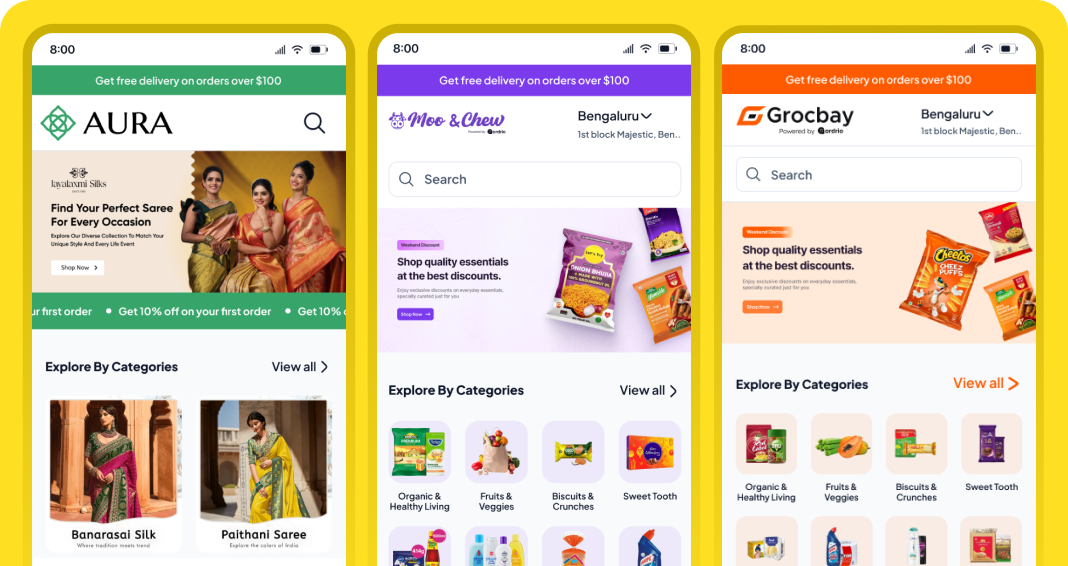 8:00
Get free delivery on orders over $100
AURA
Jayalaxmi Silks
Find Your Perfect Saree
For Every Occasion
Explore Our Diverse Collection To Match Your
Unique Style And Every Life Event
Shop Now
ur first order • Get 10% off on your first order • Get 10%
Explore By Categories
View all
Banarasai Silk
Where tradition meets trend
Paithani Saree
Explore the colors of India
8:00
Get free delivery on orders over $100
Moo & Chew
Powered by Qordrio
Bengaluru
1st block Majestic, Ben..
Search
Weekend Discount
Shop quality essentials
at the best discounts.
Enjoy exclusive discounts on everyday essentials,
specially curated just for you
Shop Now
ONION BHUJIA
Explore By Categories
View all
Organic &
Healthy Living
Fruits &
Veggies
Biscuits &
Crunches
Sweet Tooth
8:00
Get free delivery on orders over $100
Grocbay
Powered by Qordrio
Bengaluru
1st block Majestic, Ben..
Search
Weekend Discount
Shop quality essentials
at the best discounts.
Enjoy exclusive discounts on everyday essentials,
specially curated just for you
Shop Now
Cheetos
CHEEZ
PUFFS
Explore By Categories
View all
Organic &
Healthy Living
Fruits &
Veggies
Biscuits &
Crunches
Sweet Tooth